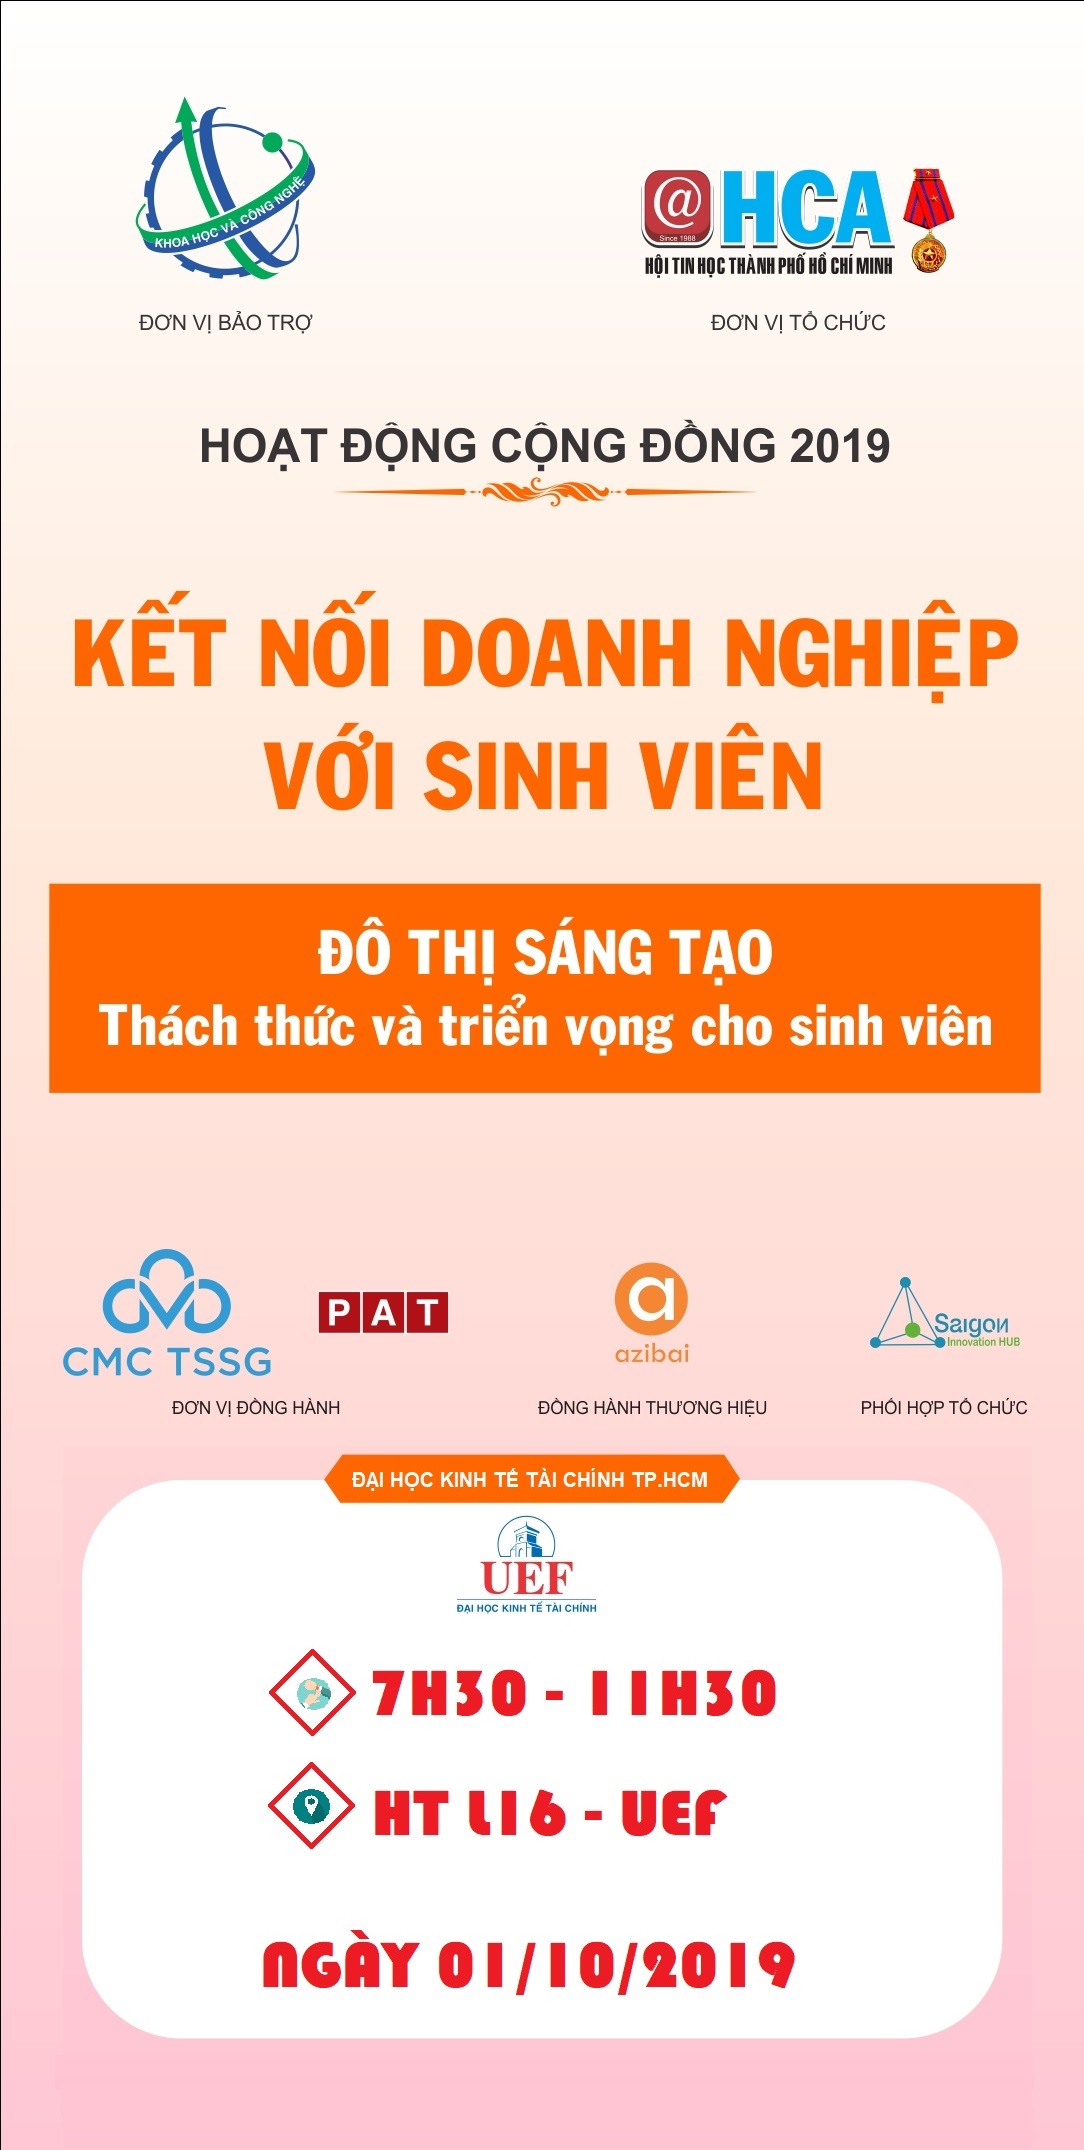 KHOA HỌC VÀ CÔNG NGHỆ
ĐƠN VỊ BẢO TRỢ
@ HCA
Since 1988
HỘI TIN HỌC THÀNH PHỐ HỒ CHÍ MINH
ĐƠN VỊ TỔ CHỨC
HOẠT ĐỘNG CỘNG ĐỒNG 2019
KẾT NỐI DOANH NGHIỆP
VỚI SINH VIÊN
ĐÔ THỊ SÁNG TẠO
Thách thức và triển vọng cho sinh viên
CMC TSSG
PAT
ĐƠN VỊ ĐỒNG HÀNH
a
azibai
ĐỒNG HÀNH THƯƠNG HIỆU
Saigon
Innovation HUB
PHỐI HỢP TỔ CHỨC
ĐẠI HỌC KINH TẾ TÀI CHÍNH TP.HCM
UEF
ĐẠI HỌC KINH TẾ TÀI CHÍNH
7H30 - 11H30
HT L16 - UEF
NGÀY 01/10/2019